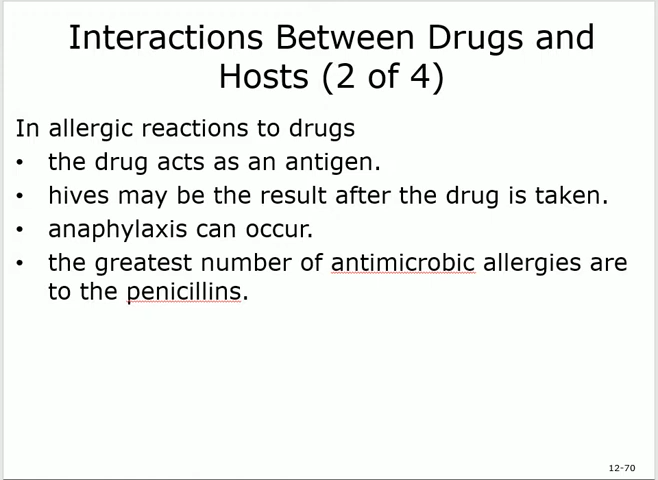 Interactions Between Drugs and
Hosts (2 of 4)
In allergic reactions to drugs
• the drug acts as an antigen.
• hives may be the result after the drug is taken.
• anaphylaxis can occur.
• the greatest number of antimicrobic allergies are
to the penicillins.
12-70